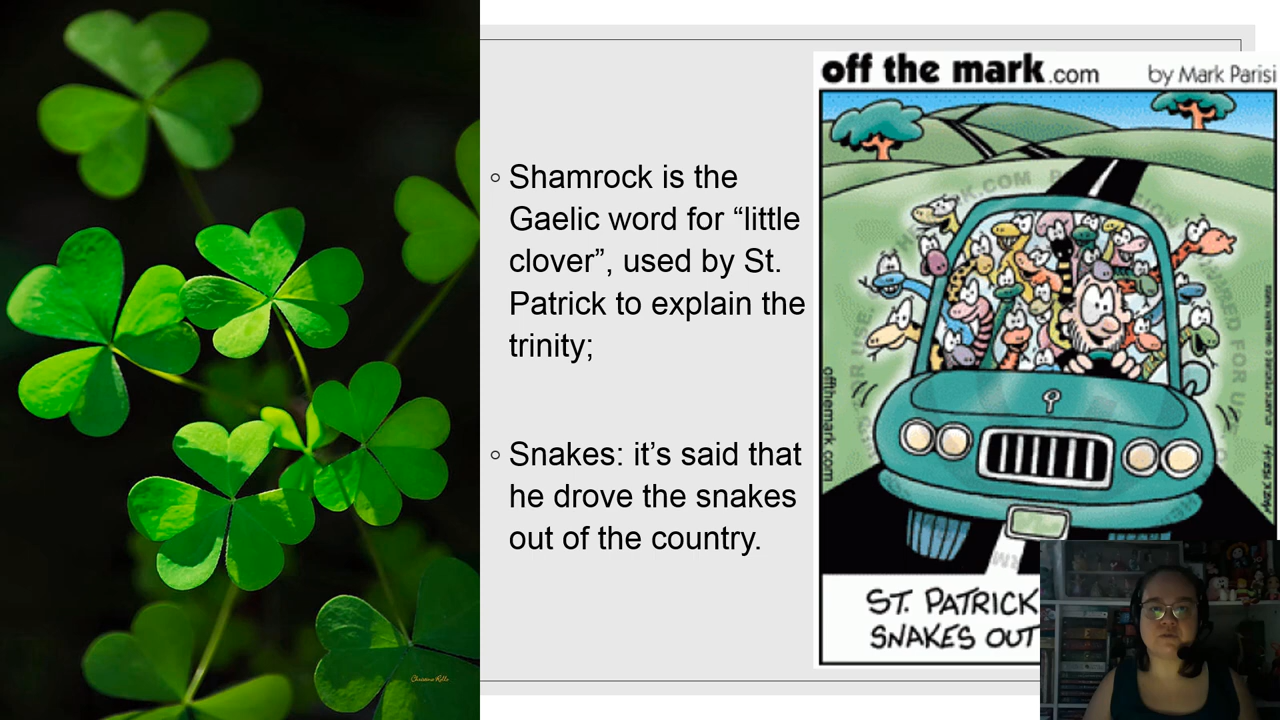 off the mark.com by Mark Parisi
◦ Shamrock is the
Gaelic word for “little
clover”, used by St.
Patrick to explain the
trinity;
◦ Snakes: it’s said that
he drove the snakes
out of the country.
offthemark.com
ST. PATRICK
SNAKES OUT